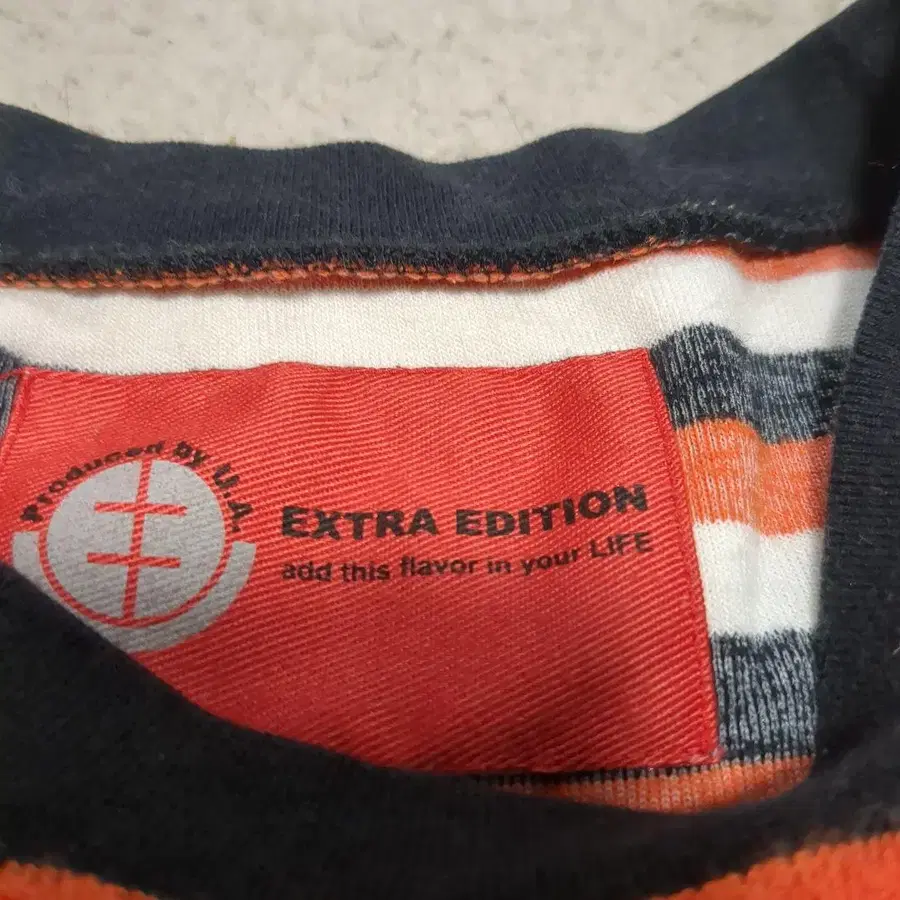 Produced by U.A.
EXTRA EDITION
add this flavor in your LIFE